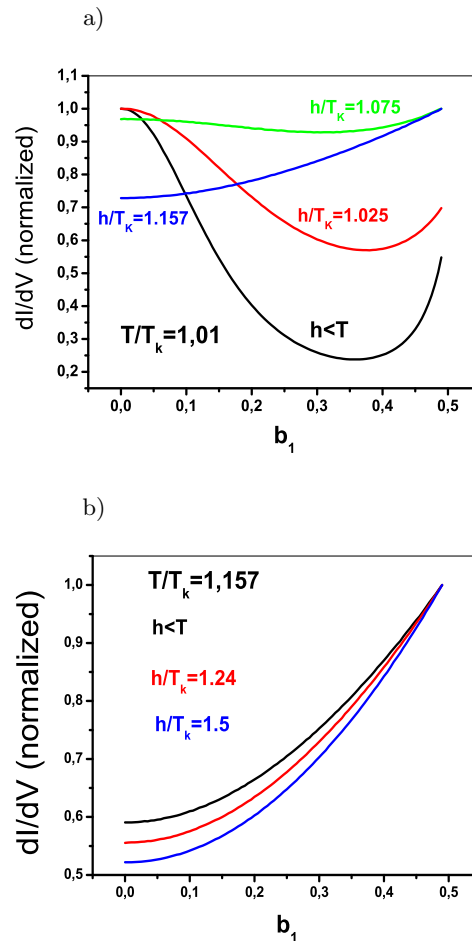 a)
1,1
1,0
0,9
0,8
0,7
0,6
0,5
0,4
0,3
0,2
dI/dV (normalized)
h/T_K=1.075
h/T_K=1.157
h/T_K=1.025
T/T_k=1,01
h<T
0,0 0,1 0,2 0,3 0,4 0,5
b_1
b)
1,0
0,9
0,8
0,7
0,6
0,5
dI/dV (normalized)
T/T_k=1,157
h<T
h/T_k=1.24
h/T_k=1.5
0,0 0,1 0,2 0,3 0,4 0,5
b_1